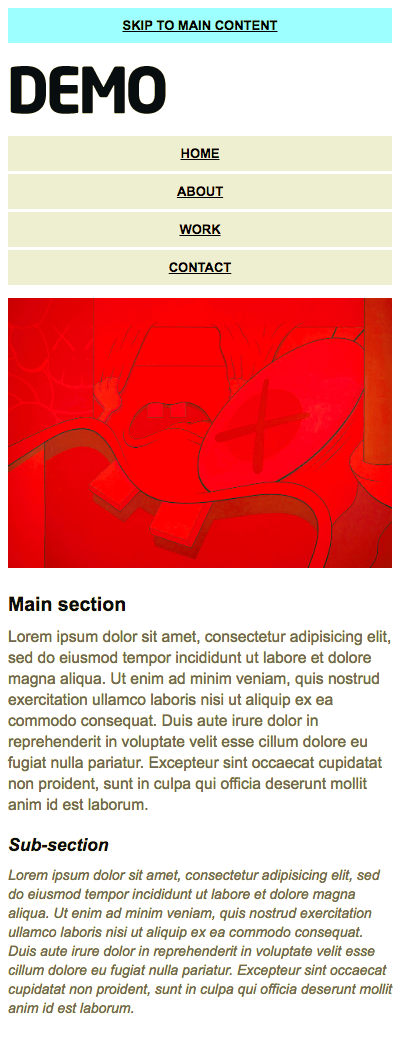 SKIP TO MAIN CONTENT
DEMO
HOME
ABOUT
WORK
CONTACT
Main section
Lorem ipsum dolor sit amet, consectetur adipisicing elit,
sed do eiusmod tempor incididunt ut labore et dolore
magna aliqua. Ut enim ad minim veniam, quis nostrud
exercitation ullamco laboris nisi ut aliquip ex ea
commodo consequat. Duis aute irure dolor in
reprehenderit in voluptate velit esse cillum dolore eu
fugiat nulla pariatur. Excepteur sint occaecat cupidatat
non proident, sunt in culpa qui officia deserunt mollit
anim id est laborum.
Sub-section
Lorem ipsum dolor sit amet, consectetur adipisicing elit, sed
do eiusmod tempor incididunt ut labore et dolore magna
aliqua. Ut enim ad minim veniam, quis nostrud exercitation
ullamco laboris nisi ut aliquip ex ea commodo consequat.
Duis aute irure dolor in reprehenderit in voluptate velit esse
cillum dolore eu fugiat nulla pariatur. Excepteur sint occaecat
cupidatat non proident, sunt in culpa qui officia deserunt mollit
anim id est laborum.